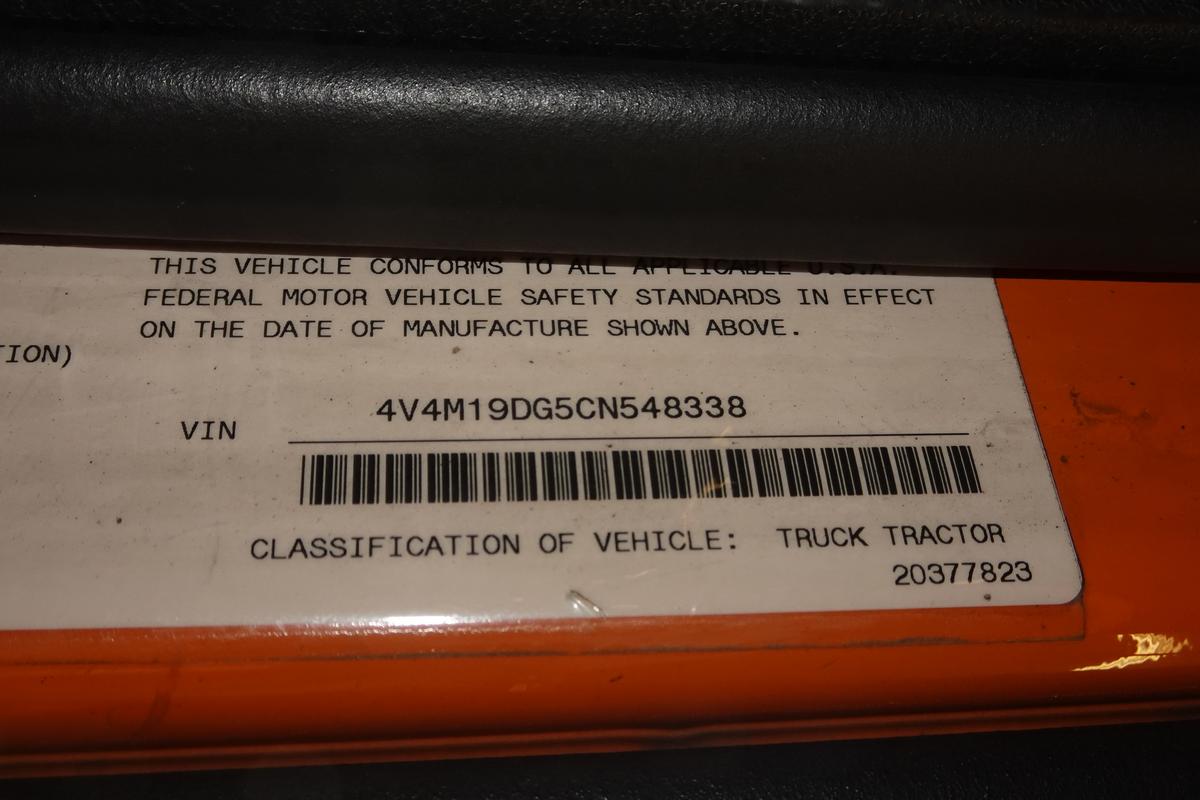 THIS VEHICLE CONFORMS TO ALL APPLICABLE U.S.A.
FEDERAL MOTOR VEHICLE SAFETY STANDARDS IN EFFECT
ON THE DATE OF MANUFACTURE SHOWN ABOVE.
TION)
VIN 4V4M19DG5CN548338
CLASSIFICATION OF VEHICLE: TRUCK TRACTOR
20377823